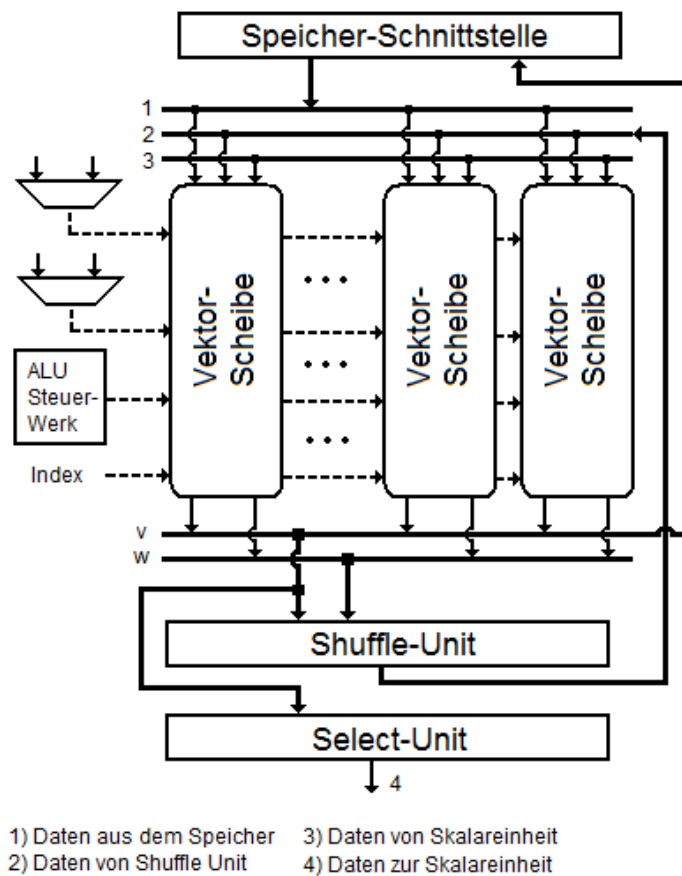 Speicher-Schnittstelle
1
2
3
Vektor-
Scheibe
Vektor-
Scheibe
Vektor-
Scheibe
ALU
Steuer-
Werk
Index
v
w
Shuffle-Unit
Select-Unit
4
1) Daten aus dem Speicher
3) Daten von Skalareinheit
2) Daten von Shuffle Unit
4) Daten zur Skalareinheit